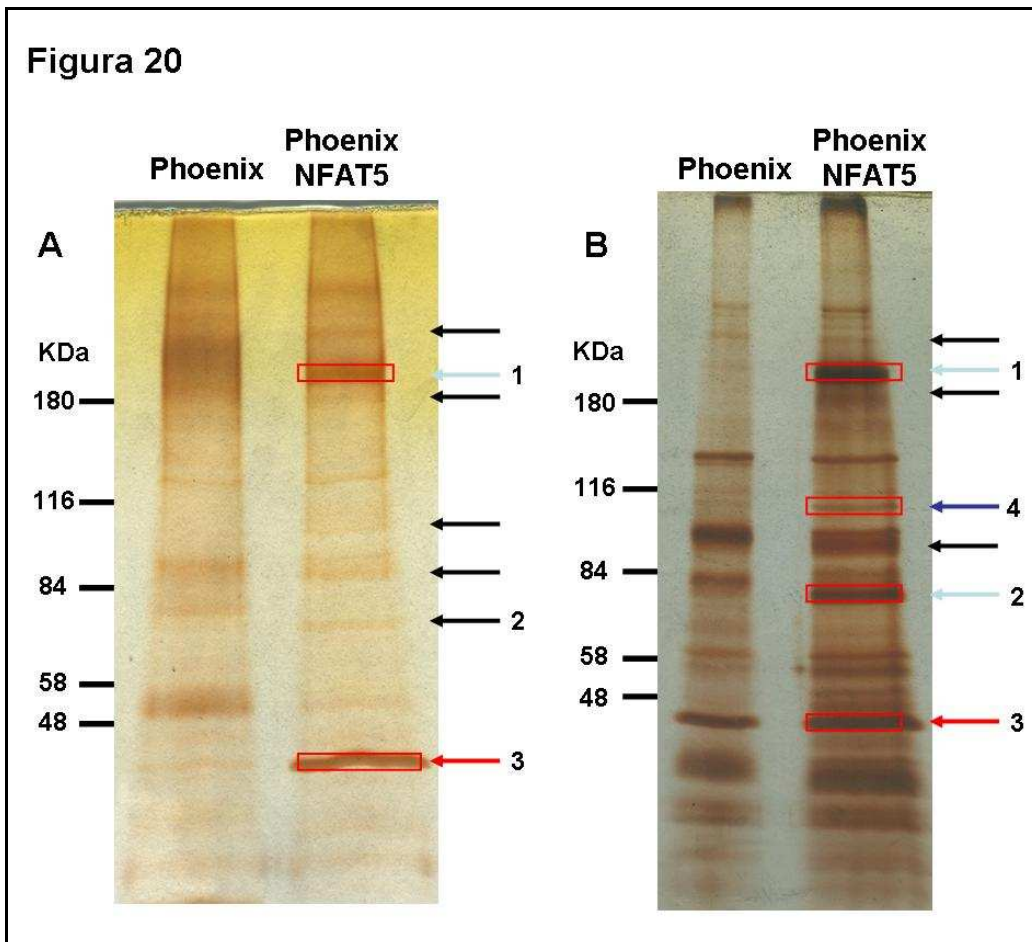 Figura 20
Phoenix
Phoenix
NFAT5
A
KDa
180
116
84
58
48
1
2
3
Phoenix
Phoenix
NFAT5
B
KDa
180
116
84
58
48
1
4
2
3